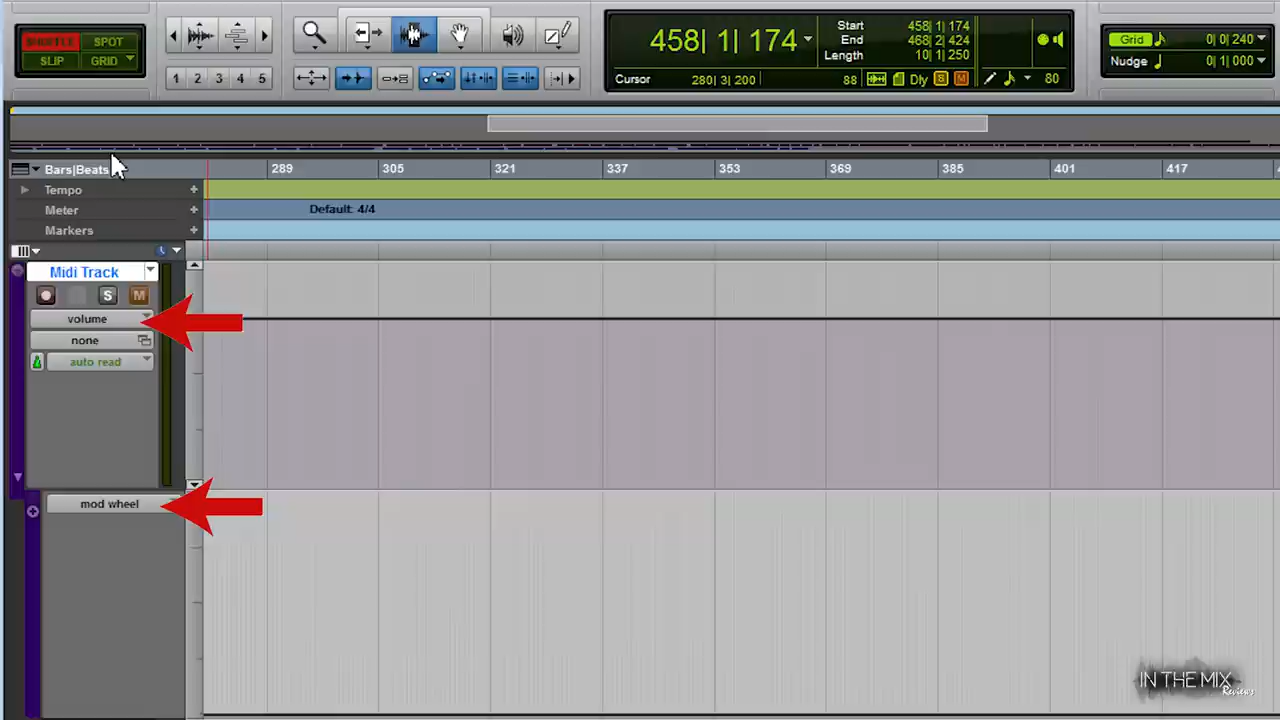 SHUFFLE SPOT
SLIP GRID
1 2 3 4 5
458| 1| 174
Start 458| 1| 174
End 468| 2| 424
Length 10| 1| 250
Cursor 280| 3| 200 88 Dly S M 80
Grid 0| 0| 240
Nudge 0| 1| 000
Bars|Beats 289 305 321 337 353 369 385 401 417
Tempo
Meter Default: 4/4
Markers
Midi Track
S M
volume
none
auto read
mod wheel
IN THE MIX
Reviews